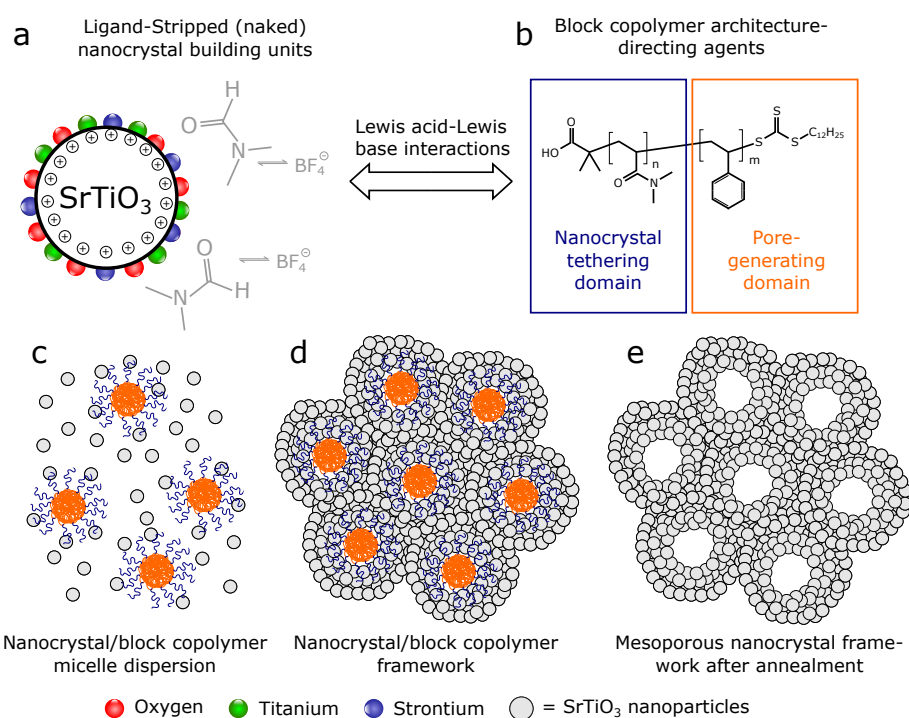 a
Ligand-Stripped (naked)
nanocrystal building units
b
Block copolymer architecture-
directing agents
H
O
N
BF4⊖
SrTiO3
+ + + + + + + + + + + + + + + + +
BF4⊖
O
N
H
Lewis acid-Lewis
base interactions
O
HO
n
O
N
m
S
S
S
C12H25
Nanocrystal
tethering
domain
Pore-
generating
domain
c
d
e
Nanocrystal/block copolymer
micelle dispersion
Nanocrystal/block copolymer
framework
Mesoporous nanocrystal frame-
work after annealment
Oxygen
Titanium
Strontium
= SrTiO3 nanoparticles